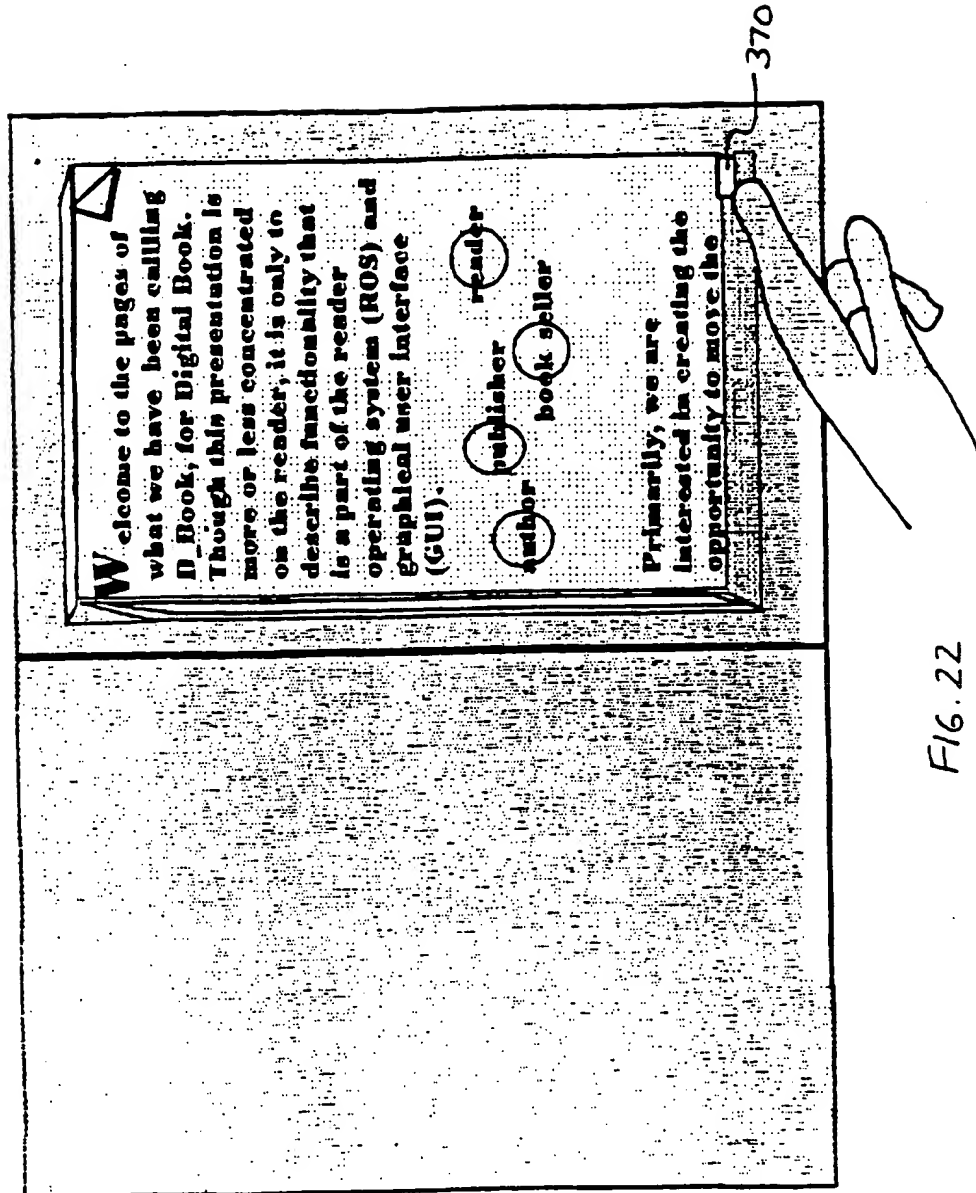 Welcome to the pages of
what we have been callling
D_Book, for Digital Book.
Though this presentation is
more or less concentrated
on the reader, it is only to
describe functionality that
is a part of the reader
operating system (ROS) and
graphical user interface
(GUI).
author publisher reader
book seller
Primarily, we are
interested in creating the
opportunity to move the
370
FIG. 22